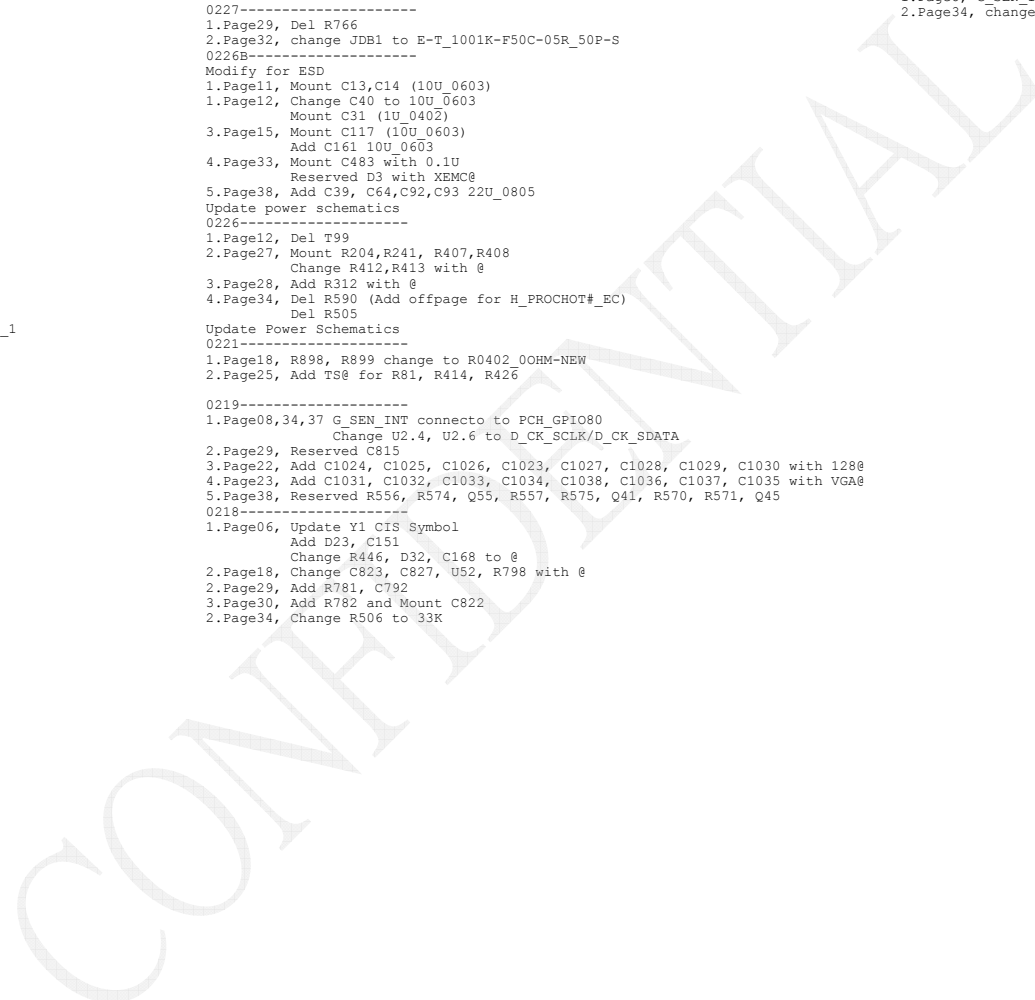 0227---------------------
1.Page29, Del R766
2.Page32, change JDB1 to E-T_1001K-F50C-05R_50P-S
0226B--------------------
Modify for ESD
1.Page11, Mount C13,C14 (10U_0603)
1.Page12, Change C40 to 10U_0603
Mount C31 (1U_0402)
3.Page15, Mount C117 (10U_0603)
Add C161 10U_0603
4.Page33, Mount C483 with 0.1U
Reserved D3 with XEMC@
5.Page38, Add C39, C64,C92,C93 22U_0805
Update power schematics
0226--------------------
1.Page12, Del T99
2.Page27, Mount R204,R241, R407,R408
Change R412,R413 with @
3.Page28, Add R312 with @
4.Page34, Del R590 (Add offpage for H_PROCHOT#_EC)
Del R505
Update Power Schematics
0221--------------------
1.Page18, R898, R899 change to R0402_0OHM-NEW
2.Page25, Add TS@ for R81, R414, R426
0219--------------------
1.Page08,34,37 G_SEN_INT connecto to PCH_GPIO80
Change U2.4, U2.6 to D_CK_SCLK/D_CK_SDATA
2.Page29, Reserved C815
3.Page22, Add C1024, C1025, C1026, C1023, C1027, C1028, C1029, C1030 with 128@
4.Page23, Add C1031, C1032, C1033, C1034, C1038, C1036, C1037, C1035 with VGA@
5.Page38, Reserved R556, R574, Q55, R557, R575, Q41, R570, R571, Q45
0218--------------------
1.Page06, Update Y1 CIS Symbol
Add D23, C151
Change R446, D32, C168 to @
2.Page18, Change C823, C827, U52, R798 with @
2.Page29, Add R781, C792
3.Page30, Add R782 and Mount C822
2.Page34, Change R506 to 33K
_1
2.Page34, change
CONFIDENTIAL